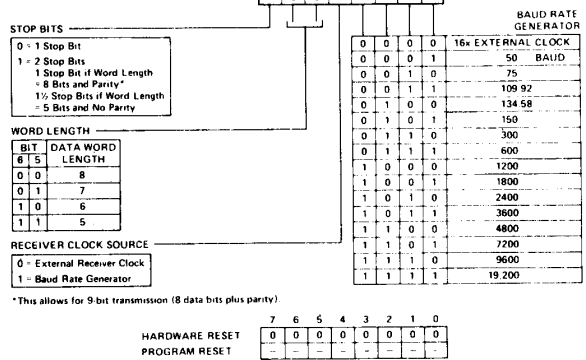 BAUD RATE
GENERATOR
STOP BITS
0 = 1 Stop Bit
1 = 2 Stop Bits
1 Stop Bit if Word Length
= 8 Bits and Parity*
1½ Stop Bits if Word Length
= 5 Bits and No Parity
0 0 0 0 16x EXTERNAL CLOCK
0 0 0 1 50 BAUD
0 0 1 0 75
0 0 1 1 109.92
0 1 0 0 134.58
0 1 0 1 150
0 1 1 0 300
0 1 1 1 600
1 0 0 0 1200
1 0 0 1 1800
1 0 1 0 2400
1 0 1 1 3600
1 1 0 0 4800
1 1 0 1 7200
1 1 1 0 9600
1 1 1 1 19,200
WORD LENGTH
BIT DATA WORD
6 5 LENGTH
0 0 8
0 1 7
1 0 6
1 1 5
RECEIVER CLOCK SOURCE
0 = External Receiver Clock
1 = Baud Rate Generator
*This allows for 9-bit transmission (8 data bits plus parity).
7 6 5 4 3 2 1 0
HARDWARE RESET 0 0 0 0 0 0 0 0
PROGRAM RESET – – – – – – – –